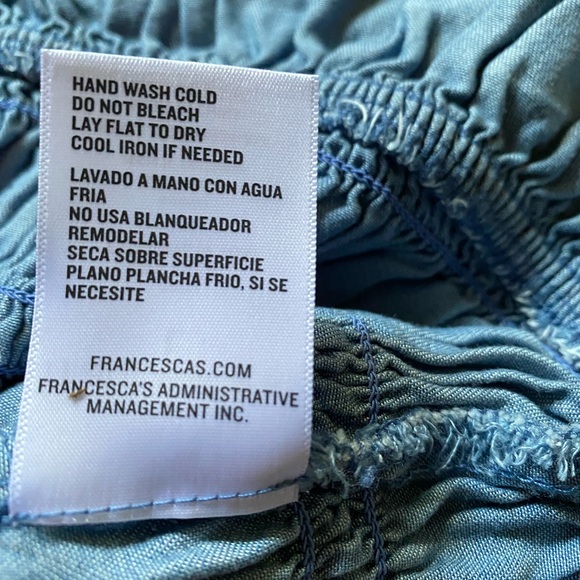 HAND WASH COLD
DO NOT BLEACH
LAY FLAT TO DRY
COOL IRON IF NEEDED
LAVADO A MANO CON AGUA
FRIA
NO USA BLANQUEADOR
REMODELAR
SECA SOBRE SUPERFICIE
PLANO PLANCHA FRIO, SI SE
NECESITE
FRANCESCAS.COM
FRANCESCA'S ADMINISTRATIVE
MANAGEMENT INC.